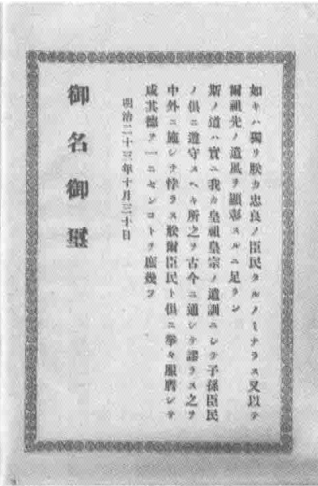 如キハ獨リ朕カ忠良ノ臣民タルノミナラス又以テ
爾祖先ノ遺風ヲ顯彰スルニ足ラン
斯ノ道ハ實ニ我カ皇祖皇宗ノ遺訓ニシテ子孫臣民
ノ俱ニ遵守スヘキ所之ヲ古今ニ通シテ謬ラス之ヲ
中外ニ施シテ悖ラス朕爾臣民ト俱ニ拳々服膺シテ
咸其德ヲ一ニセンコトヲ庶幾フ
明治二十三年十月三十日
御名御璽